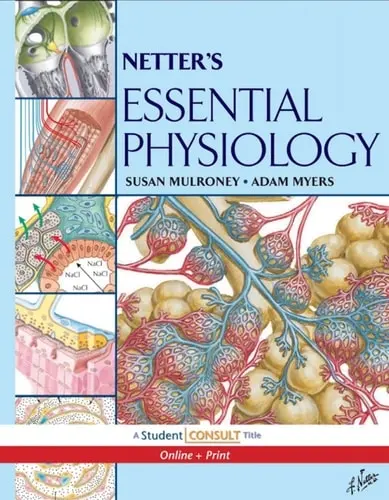 NETTER'S
ESSENTIAL
PHYSIOLOGY
SUSAN MULRONEY • ADAM MYERS
NaCl
NaCl
NaCl
NaCl
A Student CONSULT Title
Online + Print
F. Netter